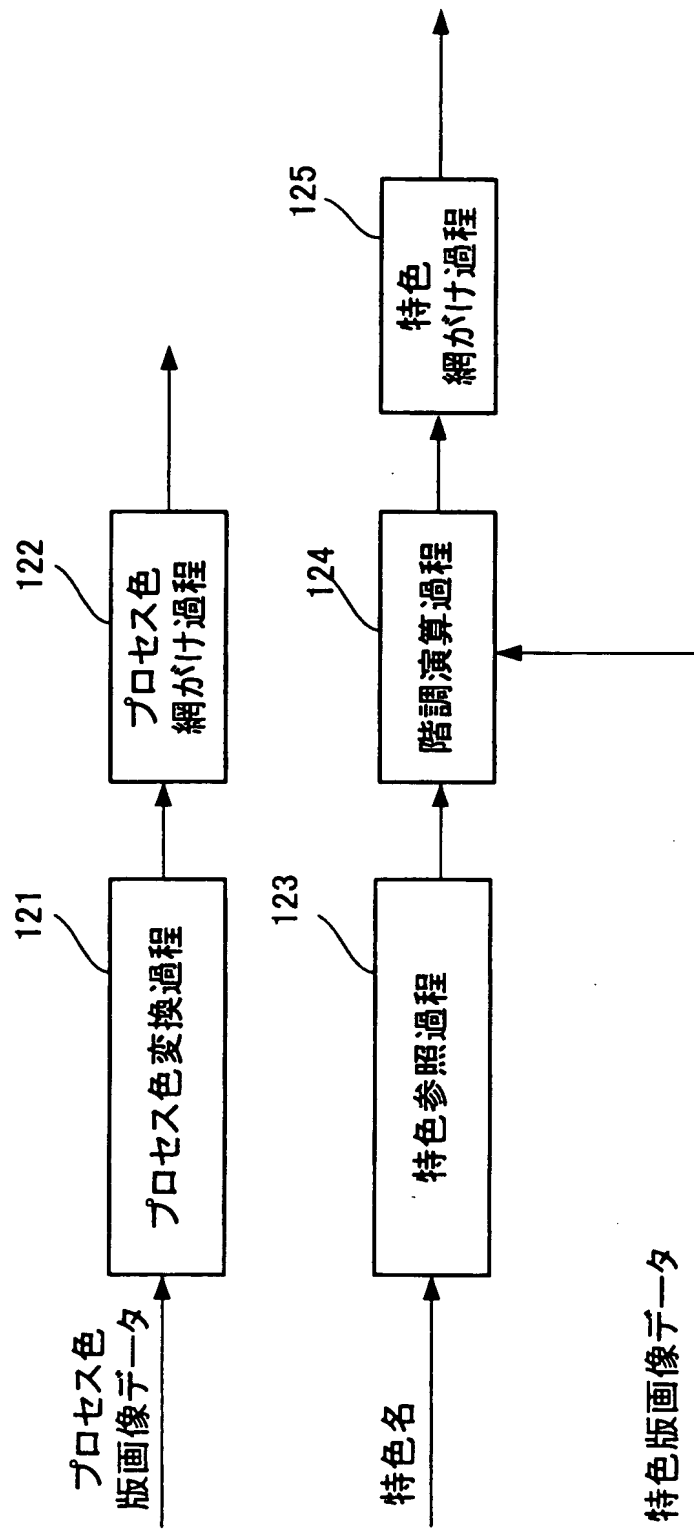 プロセス色
版画像データ
121
プロセス色変換過程
122
プロセス色
網がけ過程
特色名
123
特色参照過程
124
階調演算過程
125
特色
網がけ過程
特色版画像データ